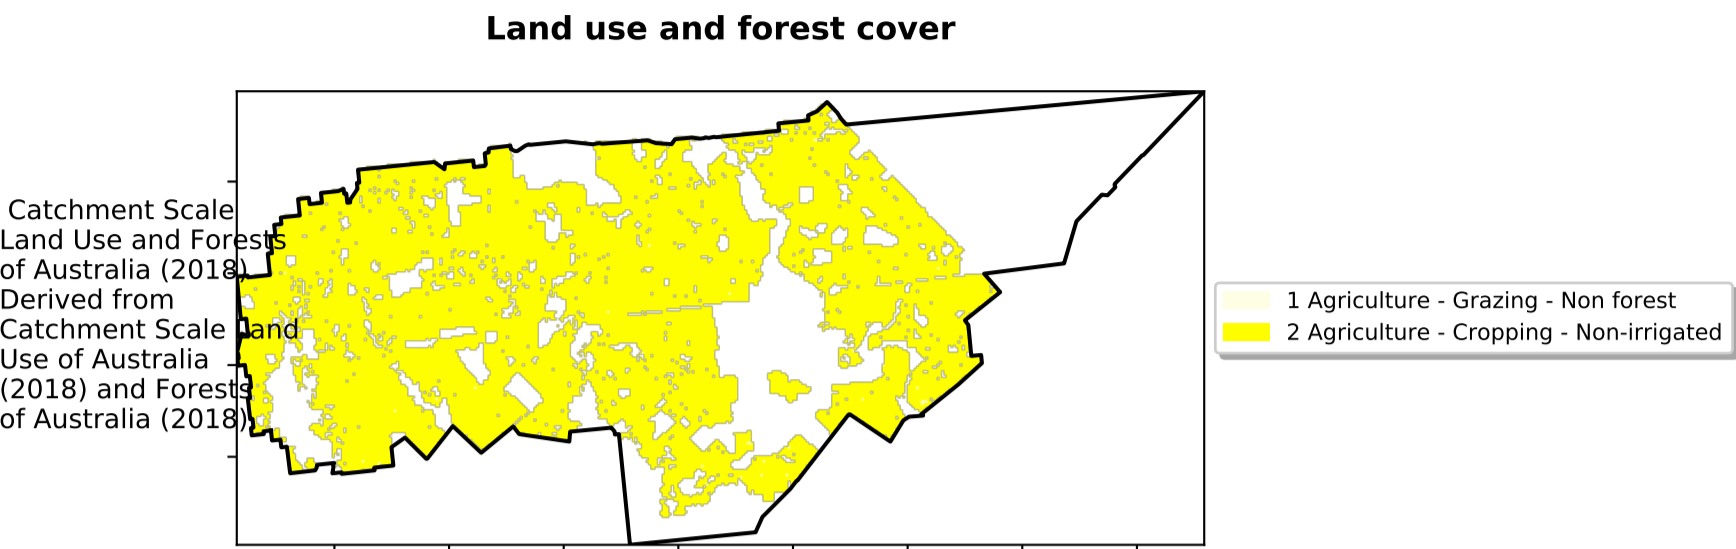 Land use and forest cover
Catchment Scale
Land Use and Forests
of Australia (2018)
Derived from
Catchment Scale Land
Use of Australia
(2018) and Forests
of Australia (2018)
1 Agriculture - Grazing - Non forest
2 Agriculture - Cropping - Non-irrigated